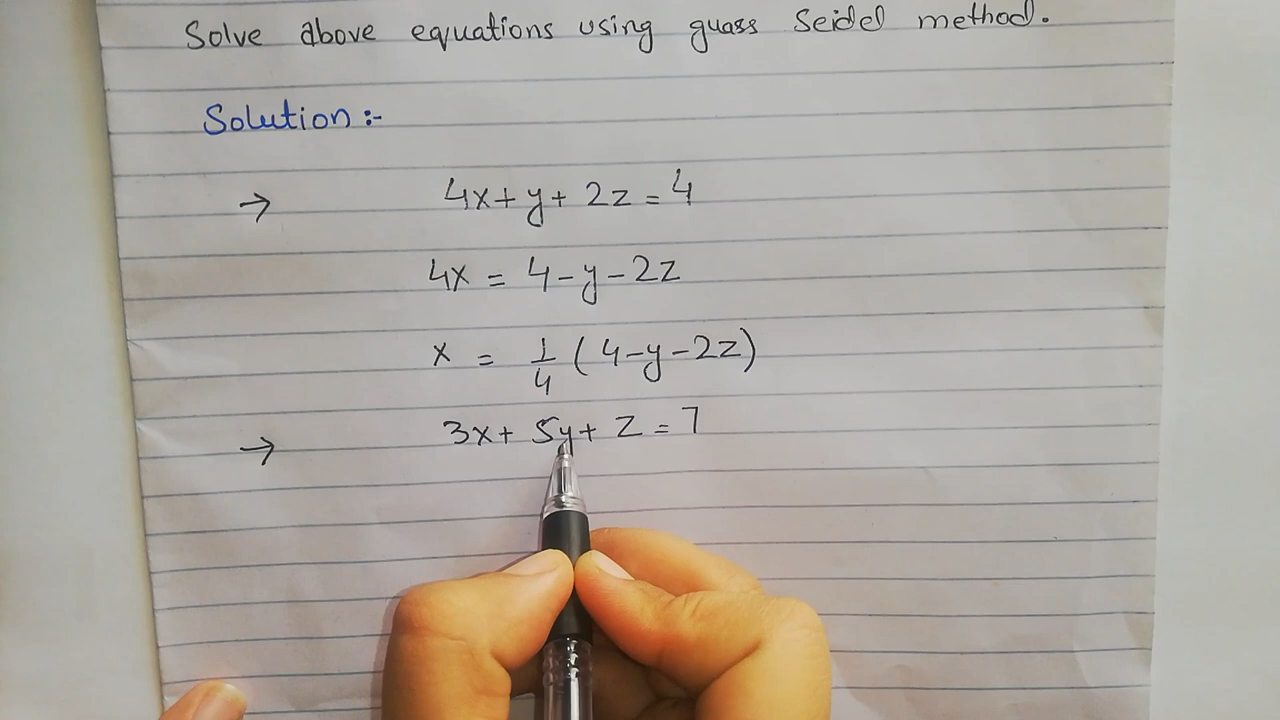 Solve above equations using guass Seidel method.
Solution :-
→ 4x + y + 2z = 4
4x = 4 - y - 2z
x = 1/4 ( 4 - y - 2z )
→ 3x + 5y + z = 7